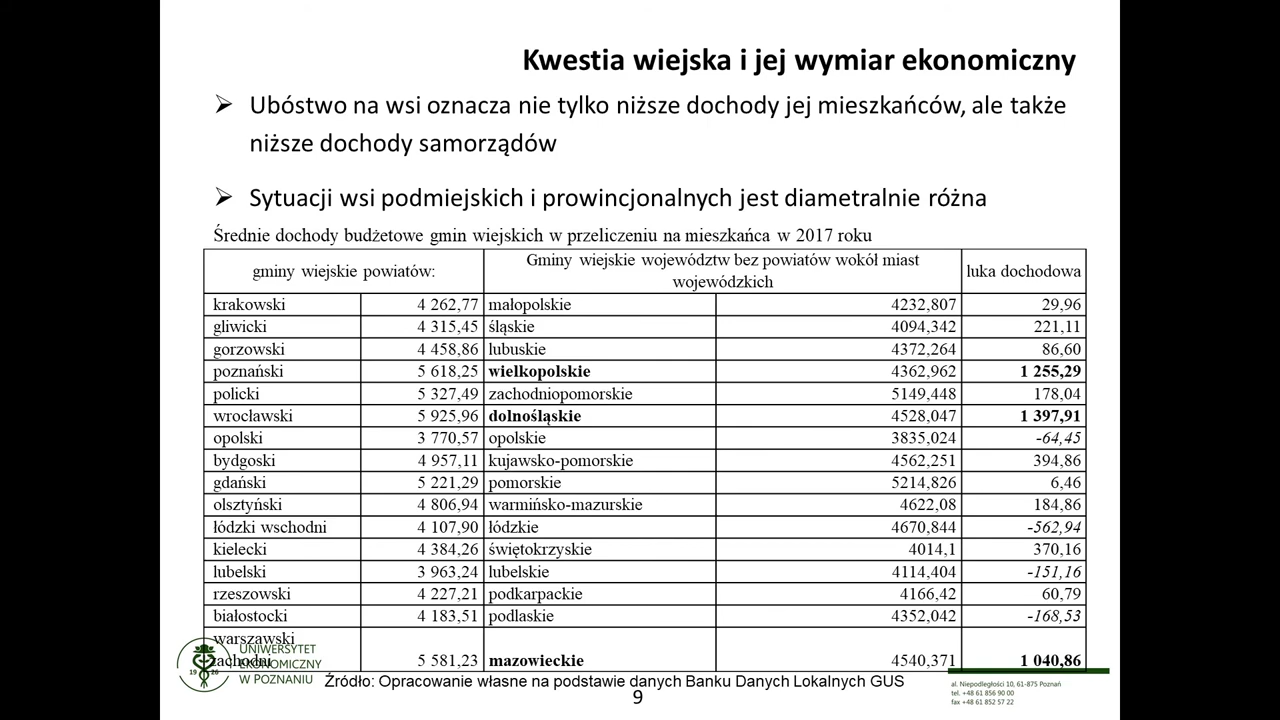 Kwestia wiejska i jej wymiar ekonomiczny
Ubóstwo na wsi oznacza nie tylko niższe dochody jej mieszkańców, ale także
niższe dochody samorządów
Sytuacji wsi podmiejskich i prowincjonalnych jest diametralnie różna
Średnie dochody budżetowe gmin wiejskich w przeliczeniu na mieszkańca w 2017 roku
gminy wiejskie powiatów: Gminy wiejskie województw bez powiatów wokół miast wojewódzkich luka dochodowa
krakowski 4 262,77 małopolskie 4232,807 29,96
gliwicki 4 315,45 śląskie 4094,342 221,11
gorzowski 4 458,86 lubuskie 4372,264 86,60
poznański 5 618,25 wielkopolskie 4362,962 1 255,29
policki 5 327,49 zachodniopomorskie 5149,448 178,04
wrocławski 5 925,96 dolnośląskie 4528,047 1 397,91
opolski 3 770,57 opolskie 3835,024 -64,45
bydgoski 4 957,11 kujawsko-pomorskie 4562,251 394,86
gdański 5 221,29 pomorskie 5214,826 6,46
olsztyński 4 806,94 warmińsko-mazurskie 4622,08 184,86
łódzki wschodni 4 107,90 łódzkie 4670,844 -562,94
kielecki 4 384,26 świętokrzyskie 4014,1 370,16
lubelski 3 963,24 lubelskie 4114,404 -151,16
rzeszowski 4 227,21 podkarpackie 4166,42 60,79
białostocki 4 183,51 podlaskie 4352,042 -168,53
warszawski
zachodni 5 581,23 mazowieckie 4540,371 1 040,86
19 26
UNIWERSYTET
EKONOMICZNY
W POZNANIU
Źródło: Opracowanie własne na podstawie danych Banku Danych Lokalnych GUS
9
al. Niepodległości 10, 61-875 Poznań
tel. +48 61 856 90 00
fax +48 61 852 57 22